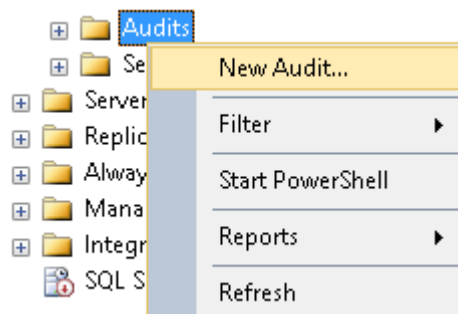 Audits
Se
New Audit...
Server
Filter
Replic
Alway
Start PowerShell
Mana
Reports
Integr
SQL S
Refresh